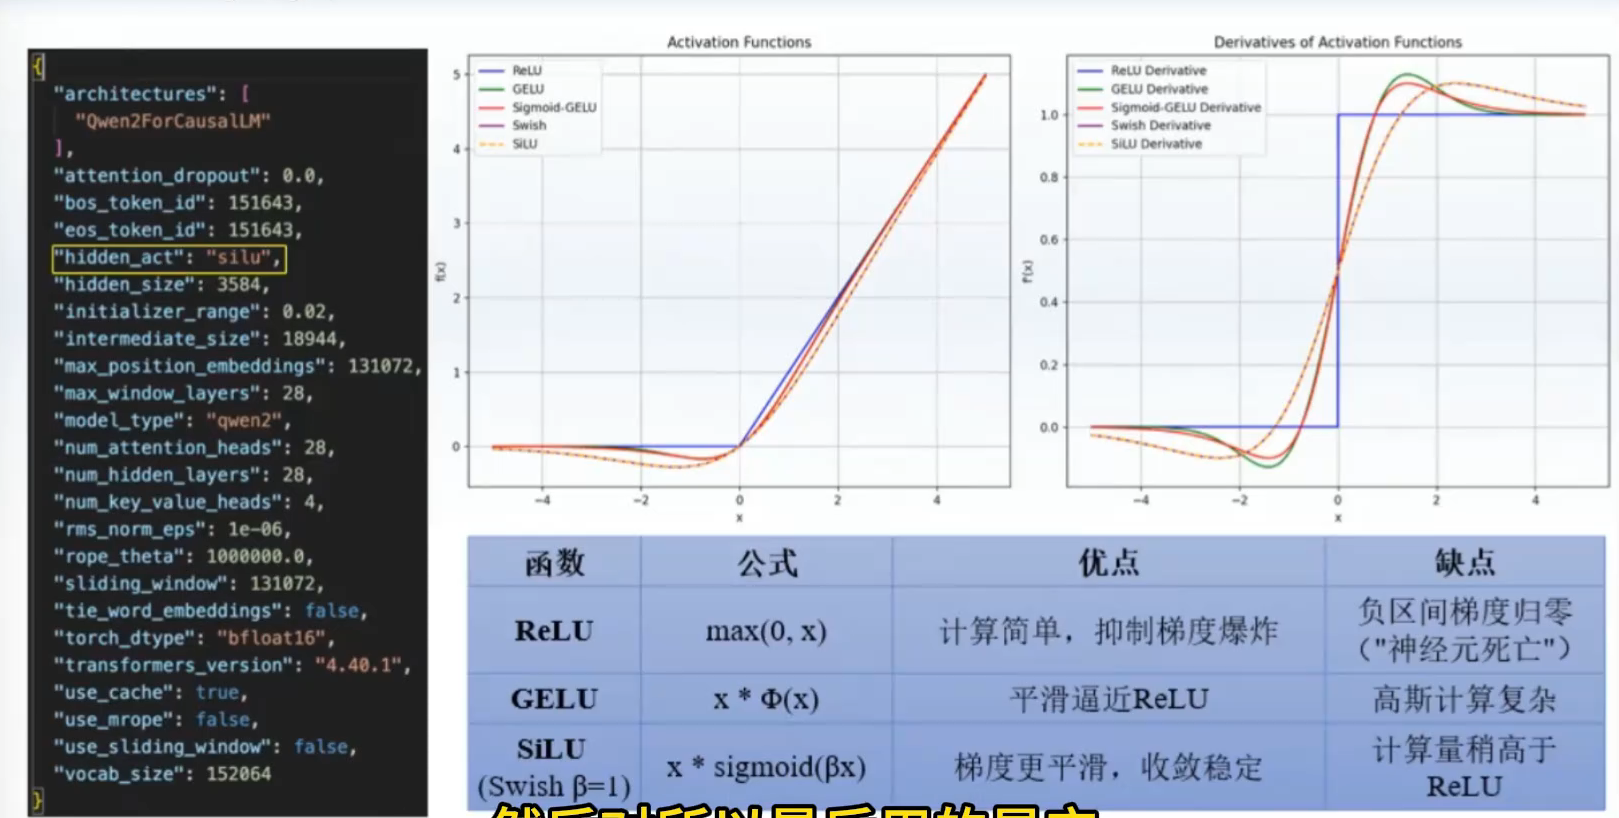 {
"architectures": [
"Qwen2ForCausalLM"
],
"attention_dropout": 0.0,
"bos_token_id": 151643,
"eos_token_id": 151643,
"hidden_act": "silu",
"hidden_size": 3584,
"initializer_range": 0.02,
"intermediate_size": 18944,
"max_position_embeddings": 131072,
"max_window_layers": 28,
"model_type": "qwen2",
"num_attention_heads": 28,
"num_hidden_layers": 28,
"num_key_value_heads": 4,
"rms_norm_eps": 1e-06,
"rope_theta": 1000000.0,
"sliding_window": 131072,
"tie_word_embeddings": false,
"torch_dtype": "bfloat16",
"transformers_version": "4.40.1",
"use_cache": true,
"use_mrope": false,
"use_sliding_window": false,
"vocab_size": 152064
}
Activation Functions
ReLU
GELU
Sigmoid-GELU
Swish
SiLU
5
4
3
2
1
0
f(x)
−4 −2 0 2 4
x
Derivatives of Activation Functions
ReLU Derivative
GELU Derivative
Sigmoid-GELU Derivative
Swish Derivative
SiLU Derivative
1.0
0.8
0.6
0.4
0.2
0.0
f'(x)
−4 −2 0 2 4
x
函数 公式 优点 缺点
ReLU max(0, x) 计算简单，抑制梯度爆炸 负区间梯度归零
（"神经元死亡"）
GELU x * Φ(x) 平滑逼近ReLU 高斯计算复杂
SiLU
(Swish β=1) x * sigmoid(βx) 梯度更平滑，收敛稳定 计算量稍高于
ReLU